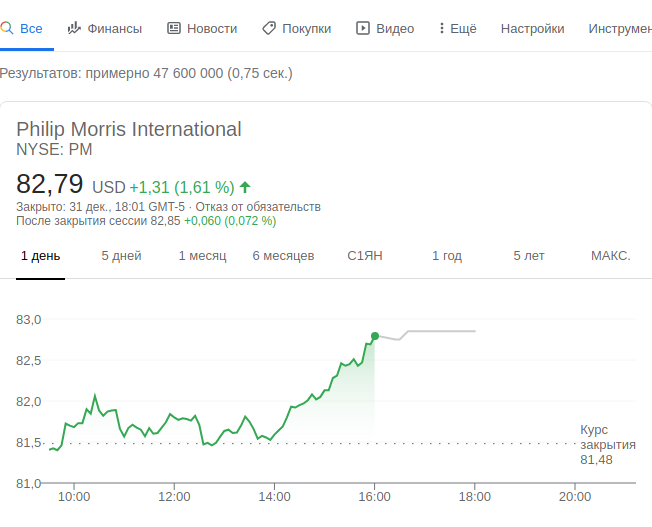 Все Финансы Новости Покупки Видео Ещё Настройки Инструмен
Результатов: примерно 47 600 000 (0,75 сек.)
Philip Morris International
NYSE: PM
82,79 USD +1,31 (1,61 %)
Закрыто: 31 дек., 18:01 GMT-5 · Отказ от обязательств
После закрытия сессии 82,85 +0,060 (0,072 %)
1 день 5 дней 1 месяц 6 месяцев С1ЯН 1 год 5 лет МАКС.
83,0
82,5
82,0
81,5
81,0
Курс
закрытия
81,48
10:00 12:00 14:00 16:00 18:00 20:00